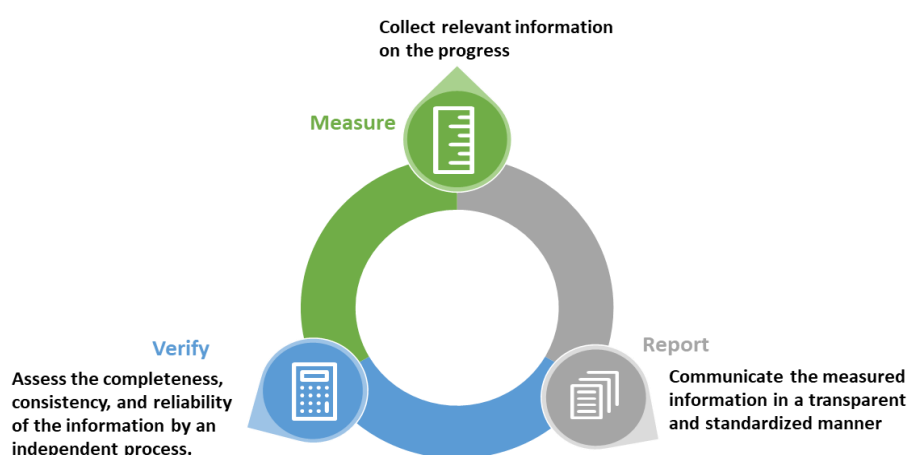 Collect relevant information
on the progress
Measure
Verify
Assess the completeness,
consistency, and reliability
of the information by an
independent process.
Report
Communicate the measured
information in a transparent
and standardized manner